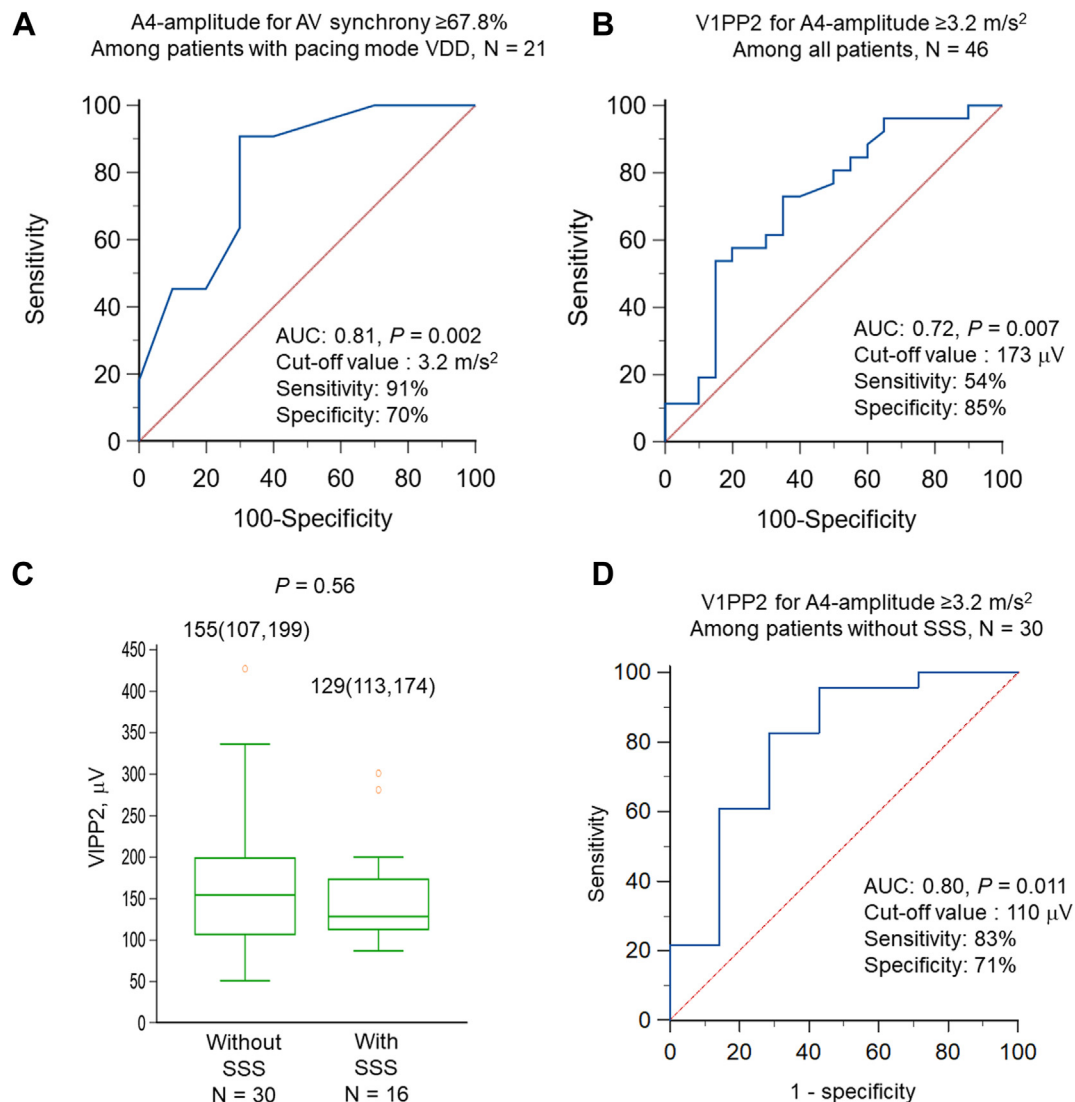 A
A4-amplitude for AV synchrony ≥67.8%
Among patients with pacing mode VDD, N = 21
100
80
60
40
20
0
Sensitivity
AUC: 0.81, P = 0.002
Cut-off value : 3.2 m/s²
Sensitivity: 91%
Specificity: 70%
0 20 40 60 80 100
100-Specificity
B
V1PP2 for A4-amplitude ≥3.2 m/s²
Among all patients, N = 46
100
80
60
40
20
0
Sensitivity
AUC: 0.72, P = 0.007
Cut-off value : 173 μV
Sensitivity: 54%
Specificity: 85%
0 20 40 60 80 100
100-Specificity
C
P = 0.56
155(107,199)
129(113,174)
450
400
350
300
250
200
150
100
50
0
VIPP2, μV
Without
SSS
N = 30
With
SSS
N = 16
D
V1PP2 for A4-amplitude ≥3.2 m/s²
Among patients without SSS, N = 30
100
80
60
40
20
0
Sensitivity
AUC: 0.80, P = 0.011
Cut-off value : 110 μV
Sensitivity: 83%
Specificity: 71%
0 20 40 60 80 100
1 - specificity